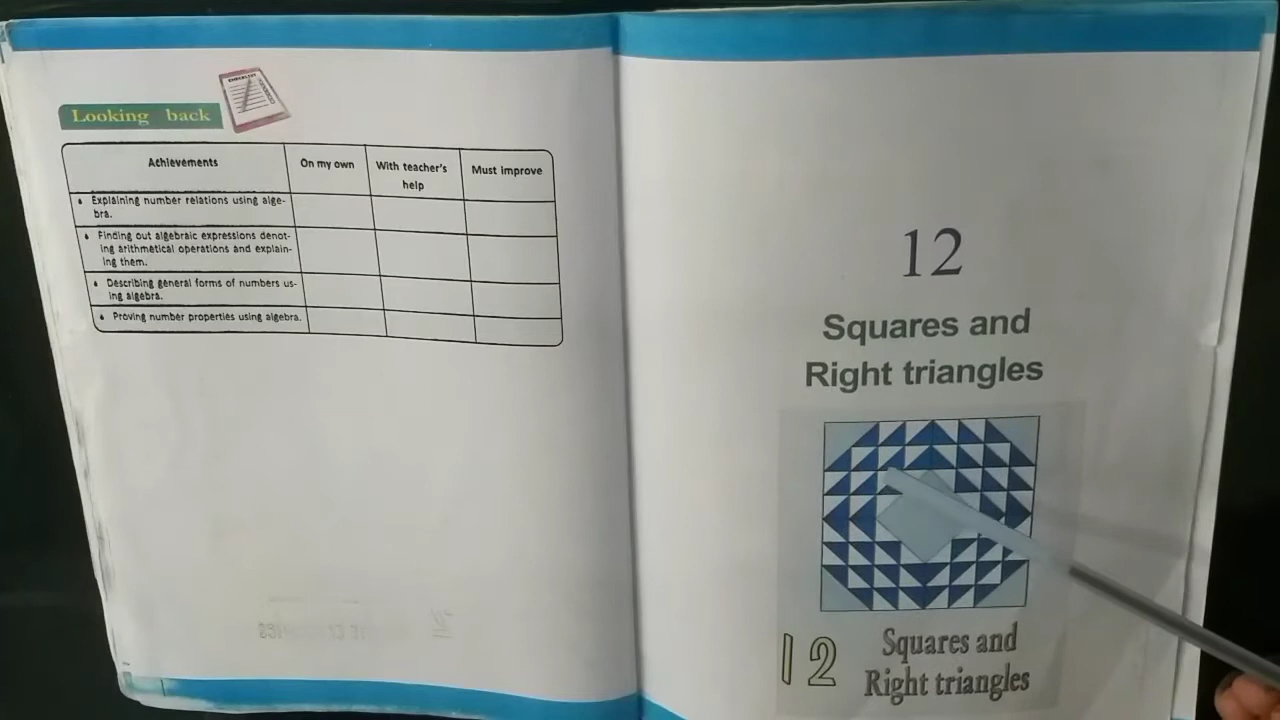 Looking back
CHECKLIST
Achievements
On my own
With teacher's
help
Must improve
• Explaining number relations using alge-
bra.
• Finding out algebraic expressions denot-
ing arithmetical operations and explain-
ing them.
• Describing general forms of numbers us-
ing algebra.
• Proving number properties using algebra.
12
Squares and
Right triangles
12
Squares and
Right triangles